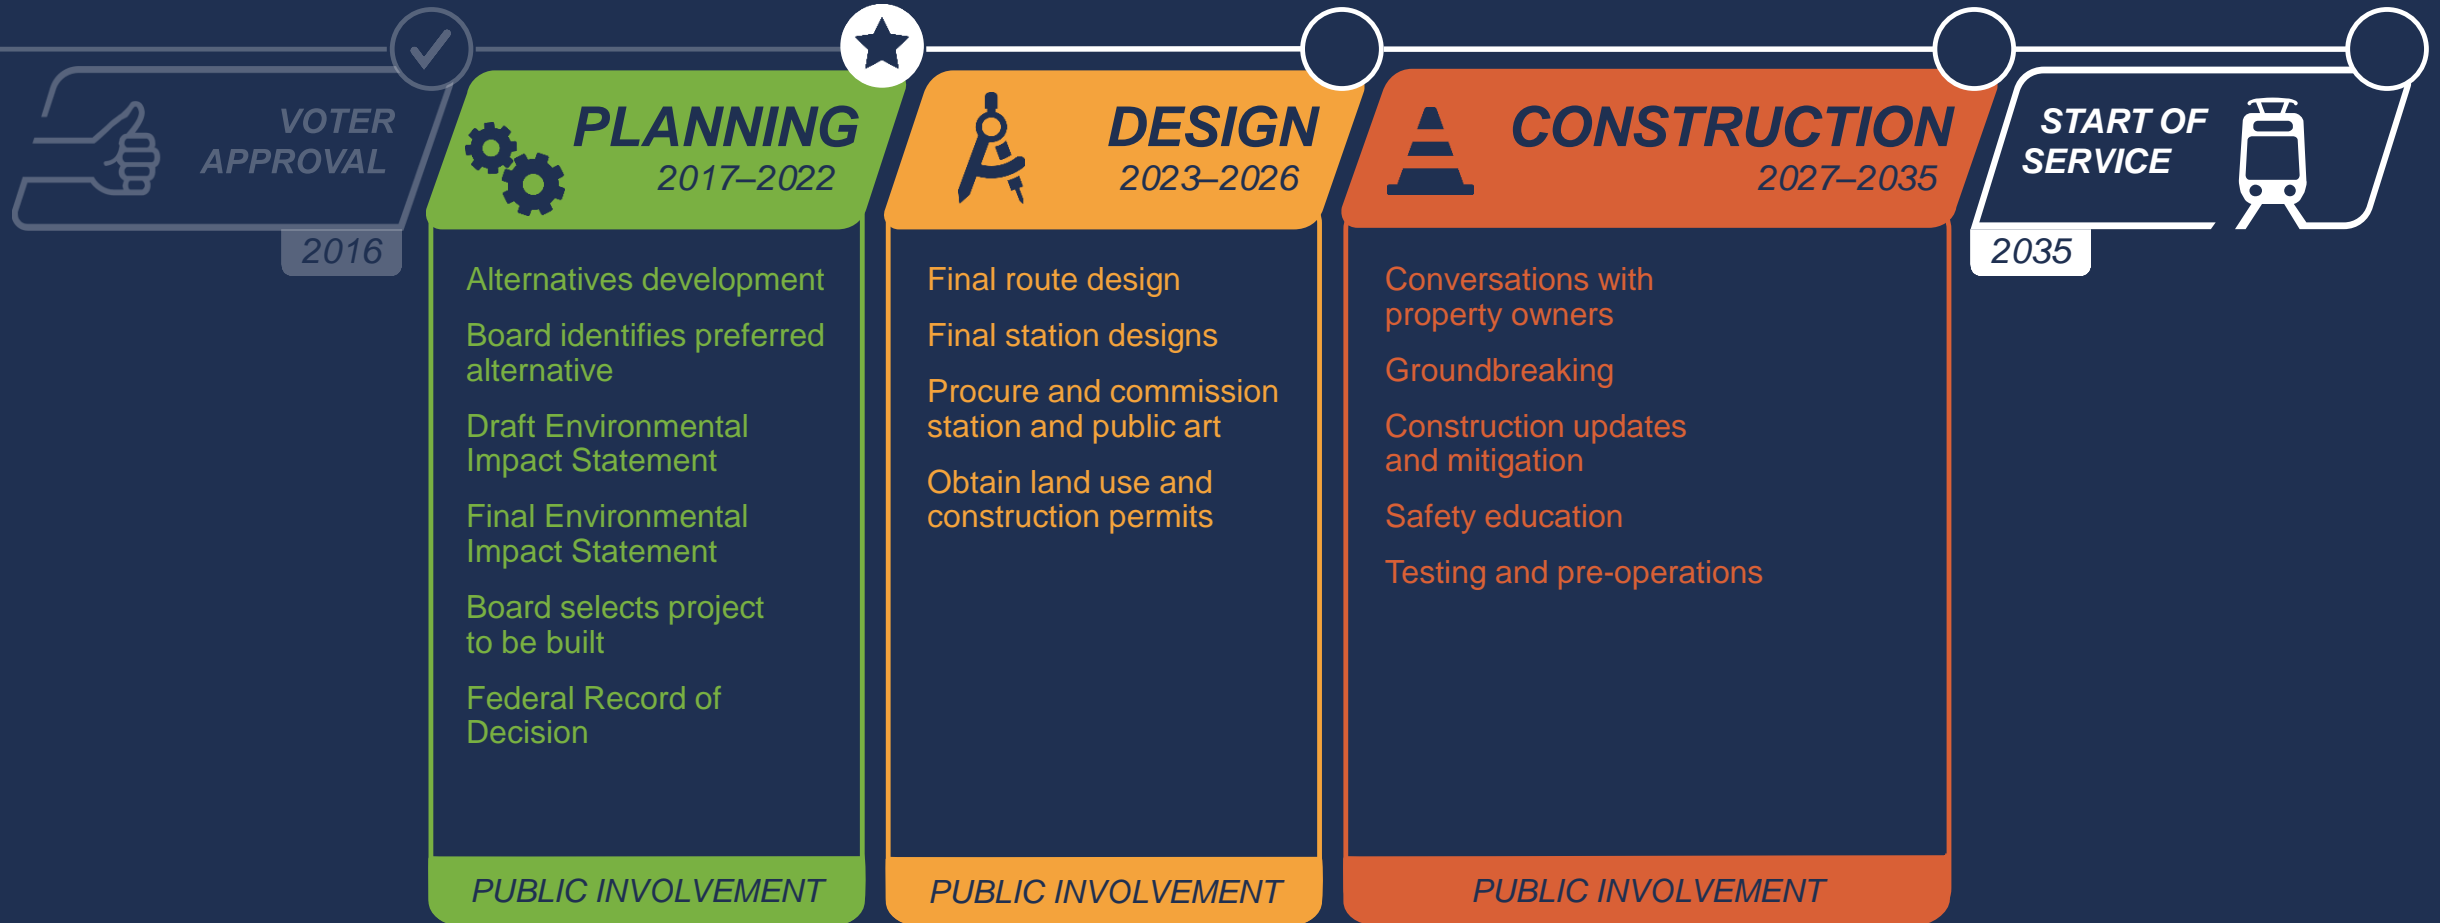 VOTER
APPROVAL
2016
PLANNING
2017–2022
Alternatives development
Board identifies preferred
alternative
Draft Environmental
Impact Statement
Final Environmental
Impact Statement
Board selects project
to be built
Federal Record of
Decision
PUBLIC INVOLVEMENT
DESIGN
2023–2026
Final route design
Final station designs
Procure and commission
station and public art
Obtain land use and
construction permits
PUBLIC INVOLVEMENT
CONSTRUCTION
2027–2035
Conversations with
property owners
Groundbreaking
Construction updates
and mitigation
Safety education
Testing and pre-operations
PUBLIC INVOLVEMENT
START OF
SERVICE
2035